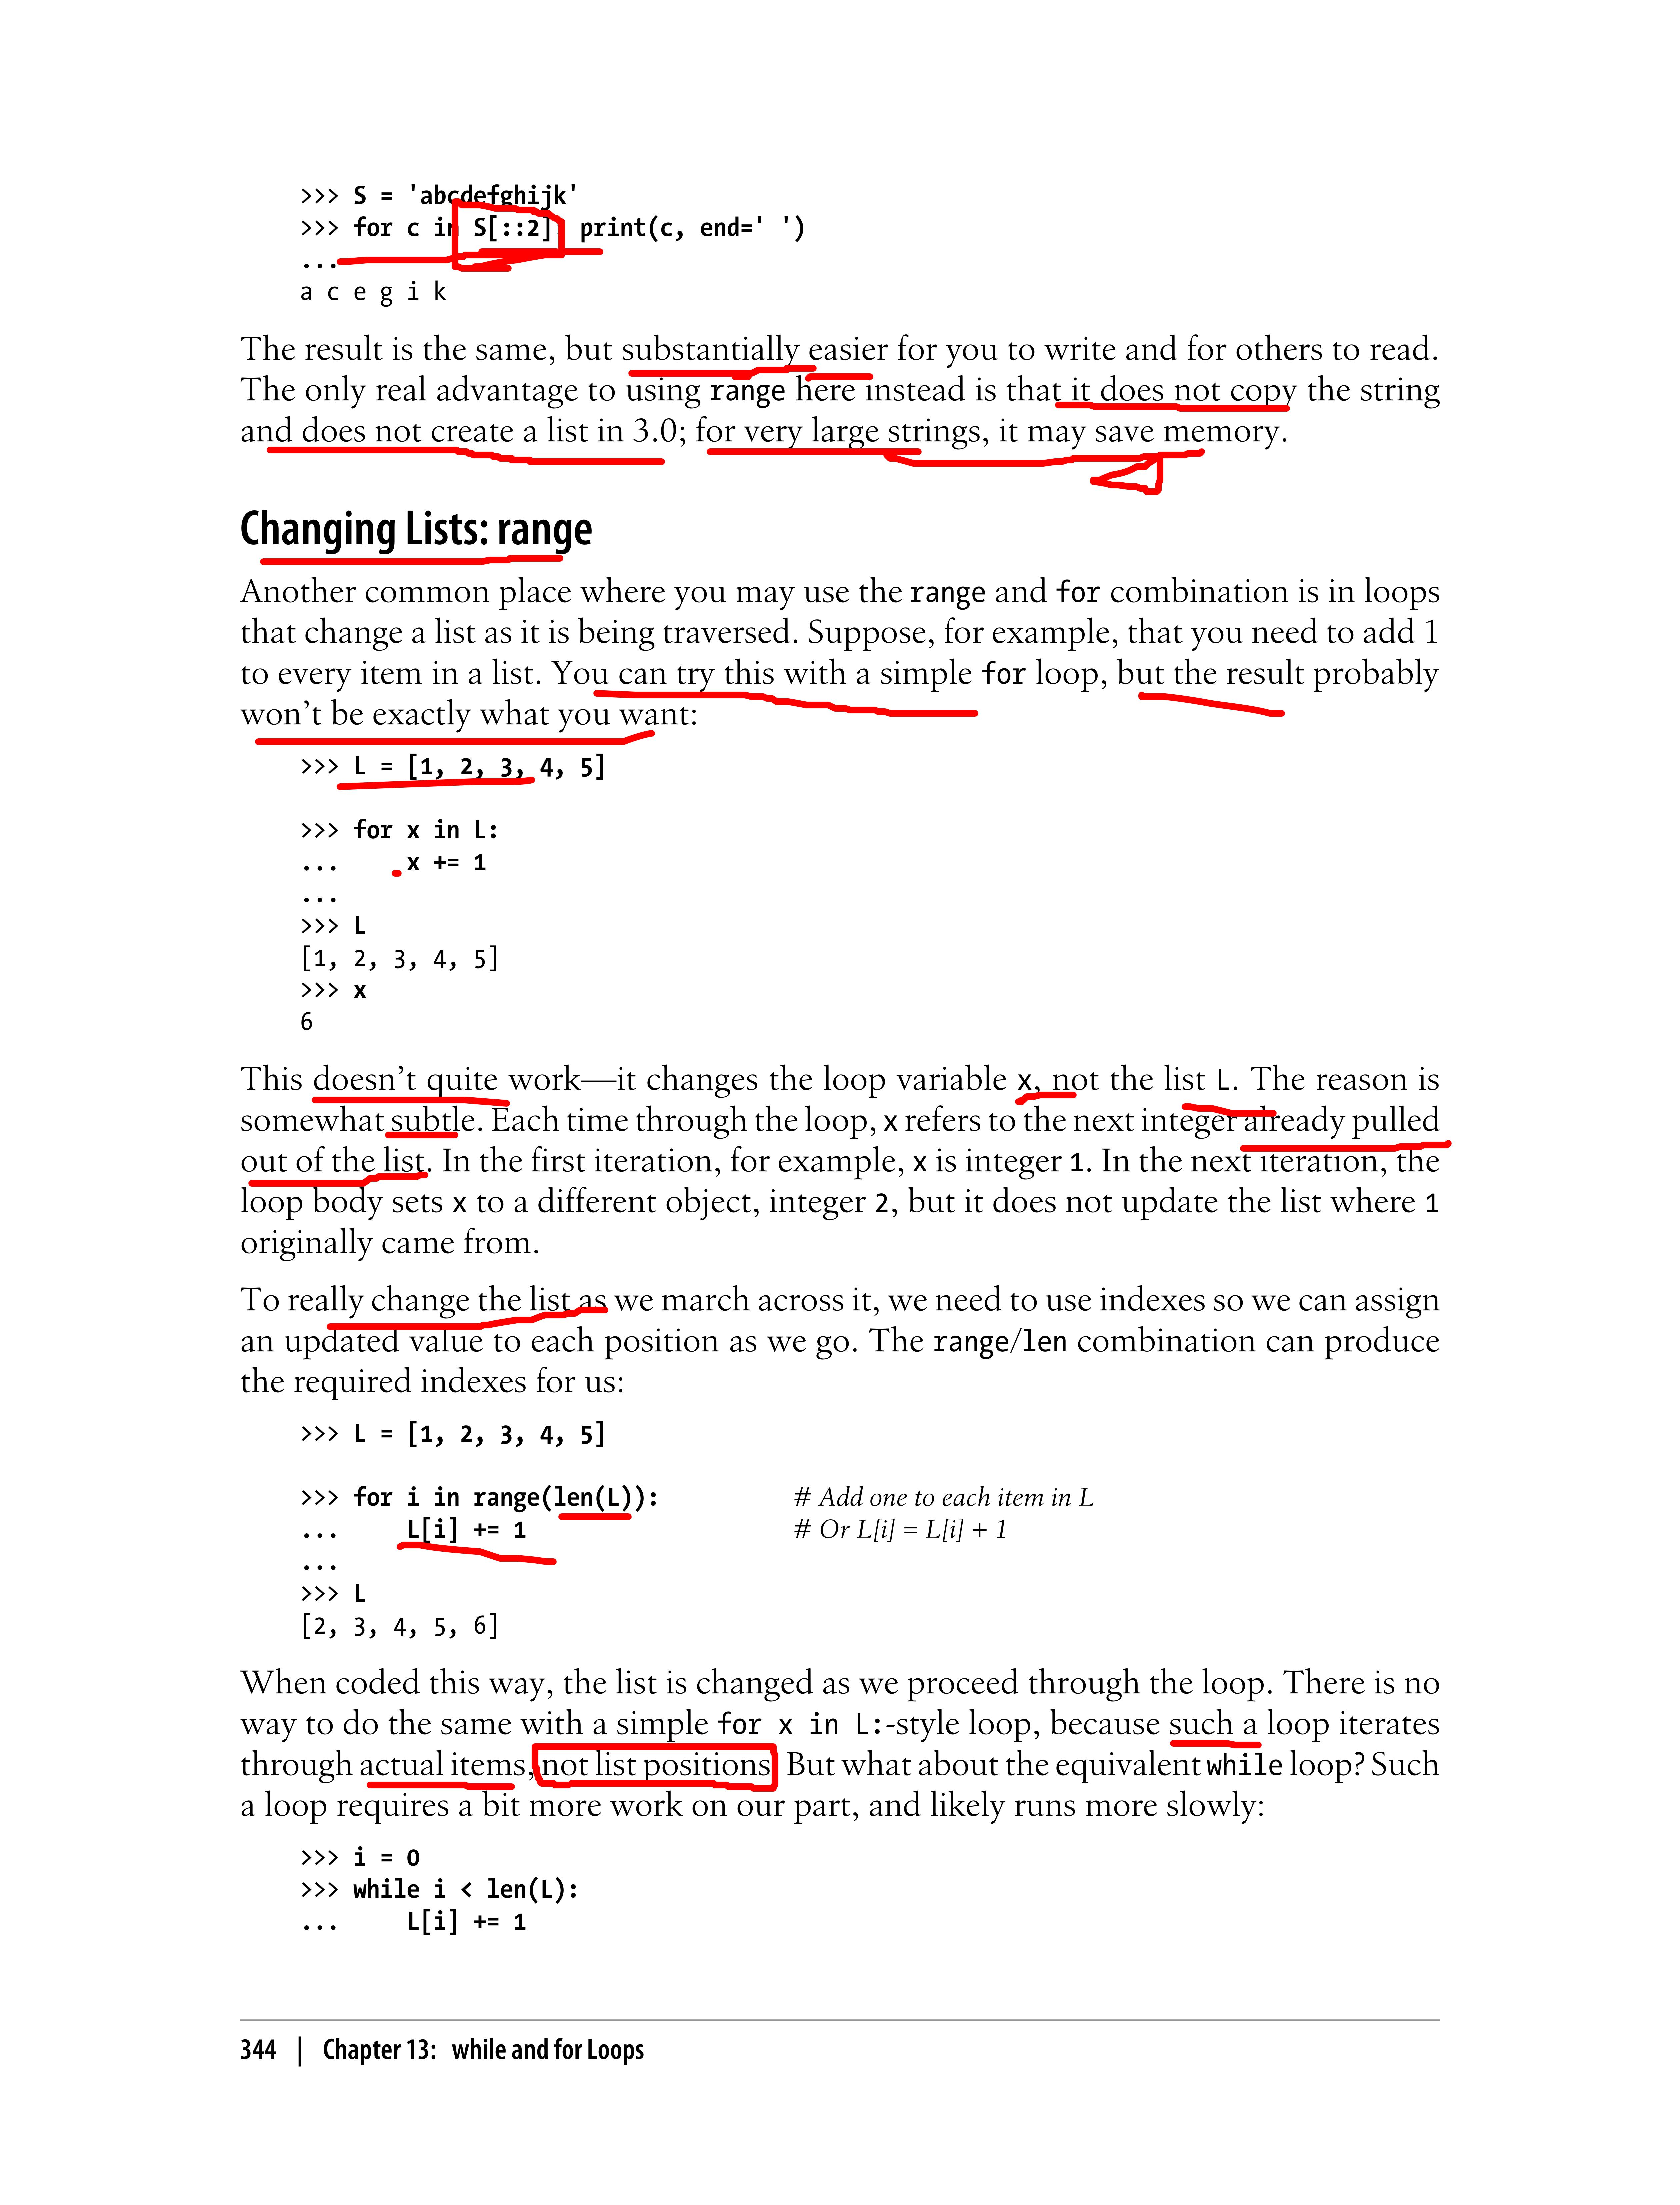 >>> S = 'abcdefghijk'
>>> for c in S[::2]: print(c, end=' ')
...
a c e g i k
The result is the same, but substantially easier for you to write and for others to read.
The only real advantage to using range here instead is that it does not copy the string
and does not create a list in 3.0; for very large strings, it may save memory.
Changing Lists: range
Another common place where you may use the range and for combination is in loops
that change a list as it is being traversed. Suppose, for example, that you need to add 1
to every item in a list. You can try this with a simple for loop, but the result probably
won't be exactly what you want:
>>> L = [1, 2, 3, 4, 5]
>>> for x in L:
...     x += 1
...
>>> L
[1, 2, 3, 4, 5]
>>> x
6
This doesn't quite work—it changes the loop variable x, not the list L. The reason is
somewhat subtle. Each time through the loop, x refers to the next integer already pulled
out of the list. In the first iteration, for example, x is integer 1. In the next iteration, the
loop body sets x to a different object, integer 2, but it does not update the list where 1
originally came from.
To really change the list as we march across it, we need to use indexes so we can assign
an updated value to each position as we go. The range/len combination can produce
the required indexes for us:
>>> L = [1, 2, 3, 4, 5]
>>> for i in range(len(L)): # Add one to each item in L
...     L[i] += 1 # Or L[i] = L[i] + 1
...
>>> L
[2, 3, 4, 5, 6]
When coded this way, the list is changed as we proceed through the loop. There is no
way to do the same with a simple for x in L:-style loop, because such a loop iterates
through actual items, not list positions. But what about the equivalent while loop? Such
a loop requires a bit more work on our part, and likely runs more slowly:
>>> i = 0
>>> while i < len(L):
...     L[i] += 1
344 | Chapter 13: while and for Loops